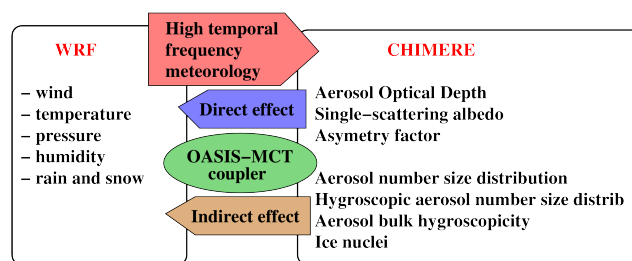 WRF
– wind
– temperature
– pressure
– humidity
– rain and snow
High temporal
frequency
meteorology
Direct effect
OASIS–MCT
coupler
Indirect effect
CHIMERE
Aerosol Optical Depth
Single–scattering albedo
Asymetry factor
Aerosol number size distribution
Hygroscopic aerosol number size distrib
Aerosol bulk hygroscopicity
Ice nuclei